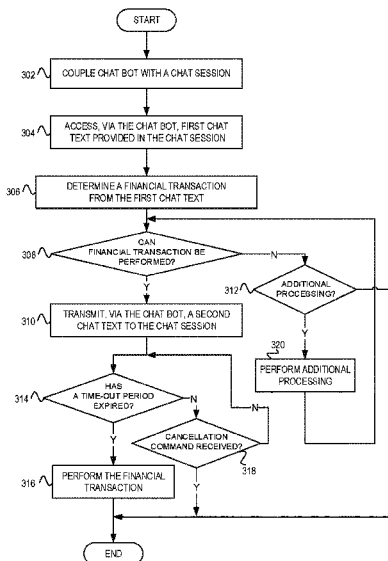 START
302
COUPLE CHAT BOT WITH A CHAT SESSION
304
ACCESS, VIA THE CHAT BOT, FIRST CHAT
TEXT PROVIDED IN THE CHAT SESSION
306
DETERMINE A FINANCIAL TRANSACTION
FROM THE FIRST CHAT TEXT
308
CAN
FINANCIAL TRANSACTION BE
PERFORMED?
N
Y
312
ADDITIONAL
PROCESSING?
Y
310
TRANSMIT, VIA THE CHAT BOT, A SECOND
CHAT TEXT TO THE CHAT SESSION
320
PERFORM ADDITIONAL
PROCESSING
314
HAS
A TIME-OUT PERIOD
EXPIRED?
N
Y
N
CANCELLATION
COMMAND RECEIVED?
318
Y
316
PERFORM THE FINANCIAL
TRANSACTION
END